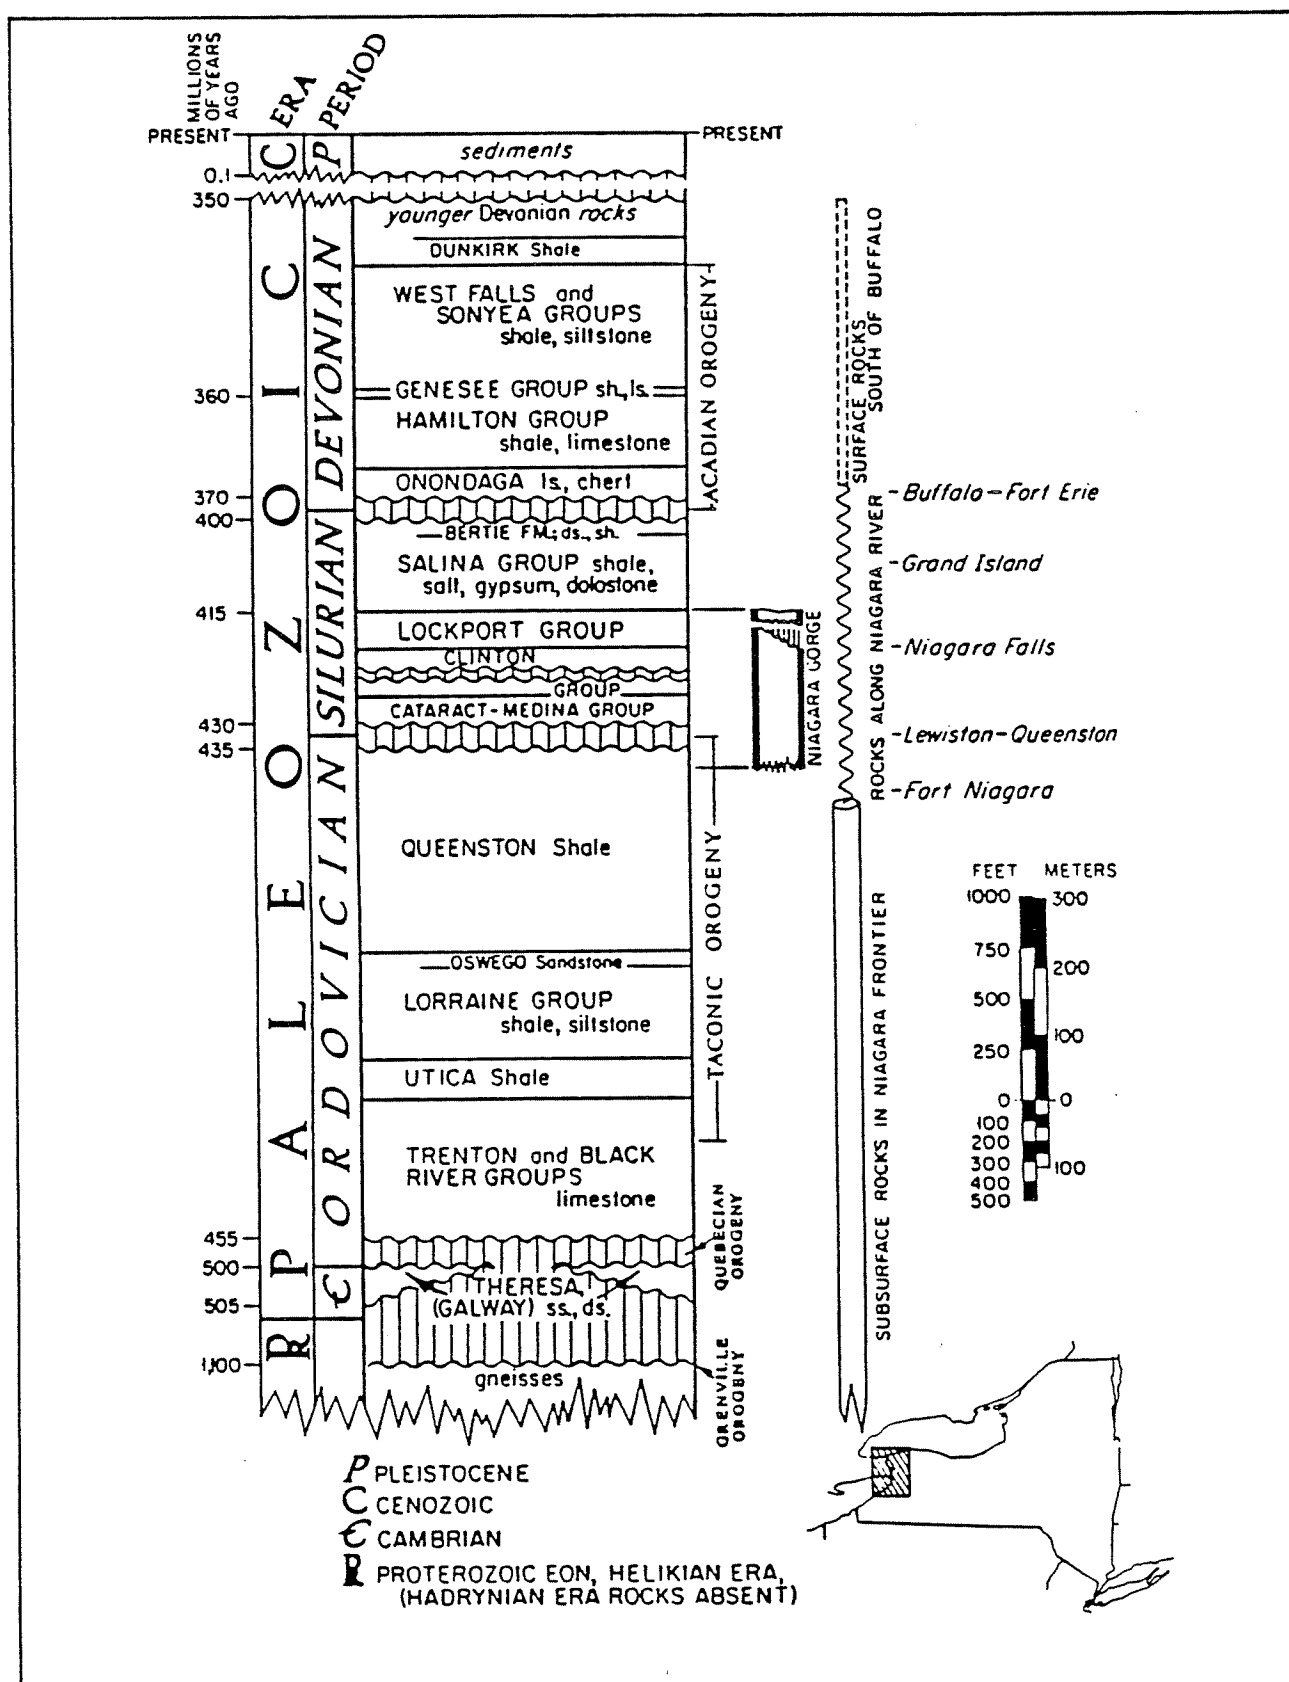 MILLIONS
OF YEARS
AGO
ERA
PERIOD
PRESENT
0.1
350
360
370
400
415
430
435
455
500
505
1,100
C
PALEOZOIC
P
P
DEVONIAN
SILURIAN
ORDOVICIAN
Є
sediments
younger Devonian rocks
DUNKIRK Shale
WEST FALLS and
SONYEA GROUPS
shale, siltstone
GENESEE GROUP sh., ls.
HAMILTON GROUP
shale, limestone
ONONDAGA ls., chert
BERTIE FM.; ds., sh.
SALINA GROUP shale,
salt, gypsum, dolostone
LOCKPORT GROUP
CLINTON
GROUP
CATARACT-MEDINA GROUP
QUEENSTON Shale
OSWEGO Sandstone
LORRAINE GROUP
shale, siltstone
UTICA Shale
TRENTON and BLACK
RIVER GROUPS
limestone
THERESA,
(GALWAY) ss., ds.
gneisses
PRESENT
ACADIAN OROGENY
TACONIC OROGENY
QUEBECIAN
OROGENY
GRENVILLE
OROGENY
NIAGARA GORGE
SURFACE ROCKS
SOUTH OF BUFFALO
ROCKS ALONG NIAGARA RIVER
SUBSURFACE ROCKS IN NIAGARA FRONTIER
Buffalo-Fort Erie
Grand Island
Niagara Falls
Lewiston-Queenston
Fort Niagara
FEET METERS
1000 300
750
200
500
100
250
0 0
100
200
300 100
400
500
P PLEISTOCENE
C CENOZOIC
Є CAMBRIAN
P PROTEROZOIC EON, HELIKIAN ERA,
(HADRYNIAN ERA ROCKS ABSENT)